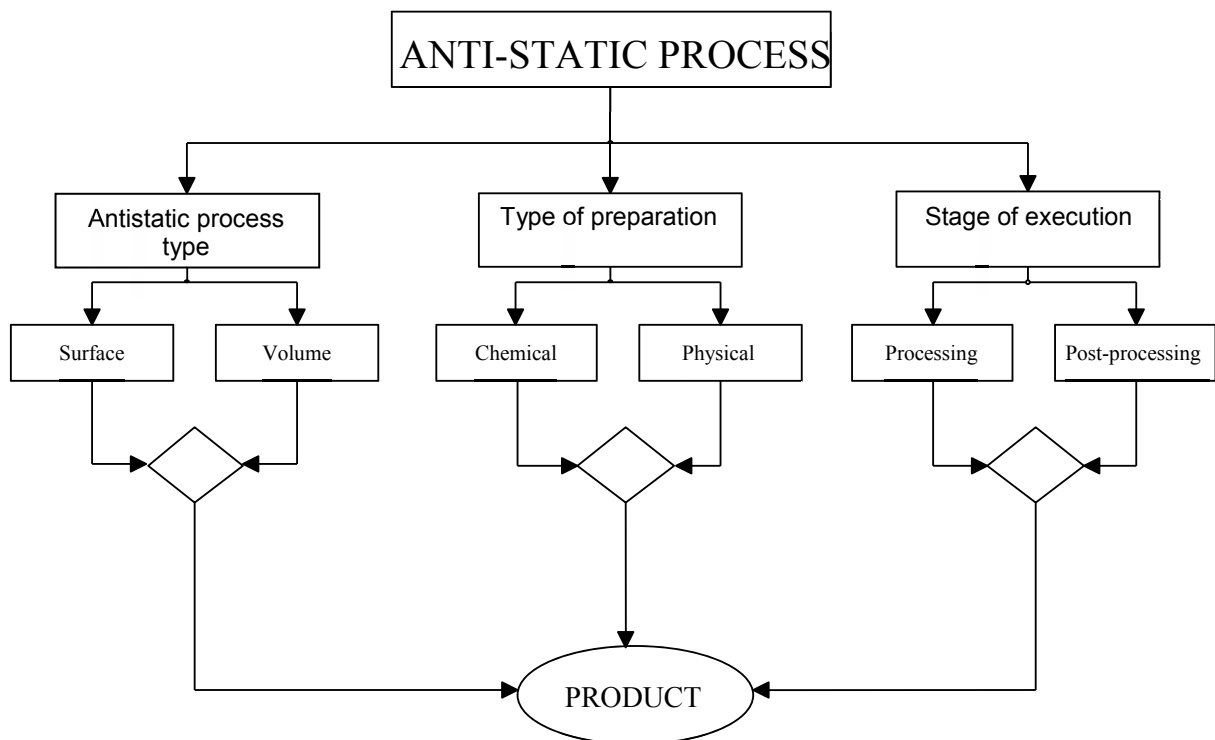 ANTI-STATIC PROCESS
Antistatic process
type
Type of preparation
Stage of execution
Surface
Volume
Chemical
Physical
Processing
Post-processing
PRODUCT